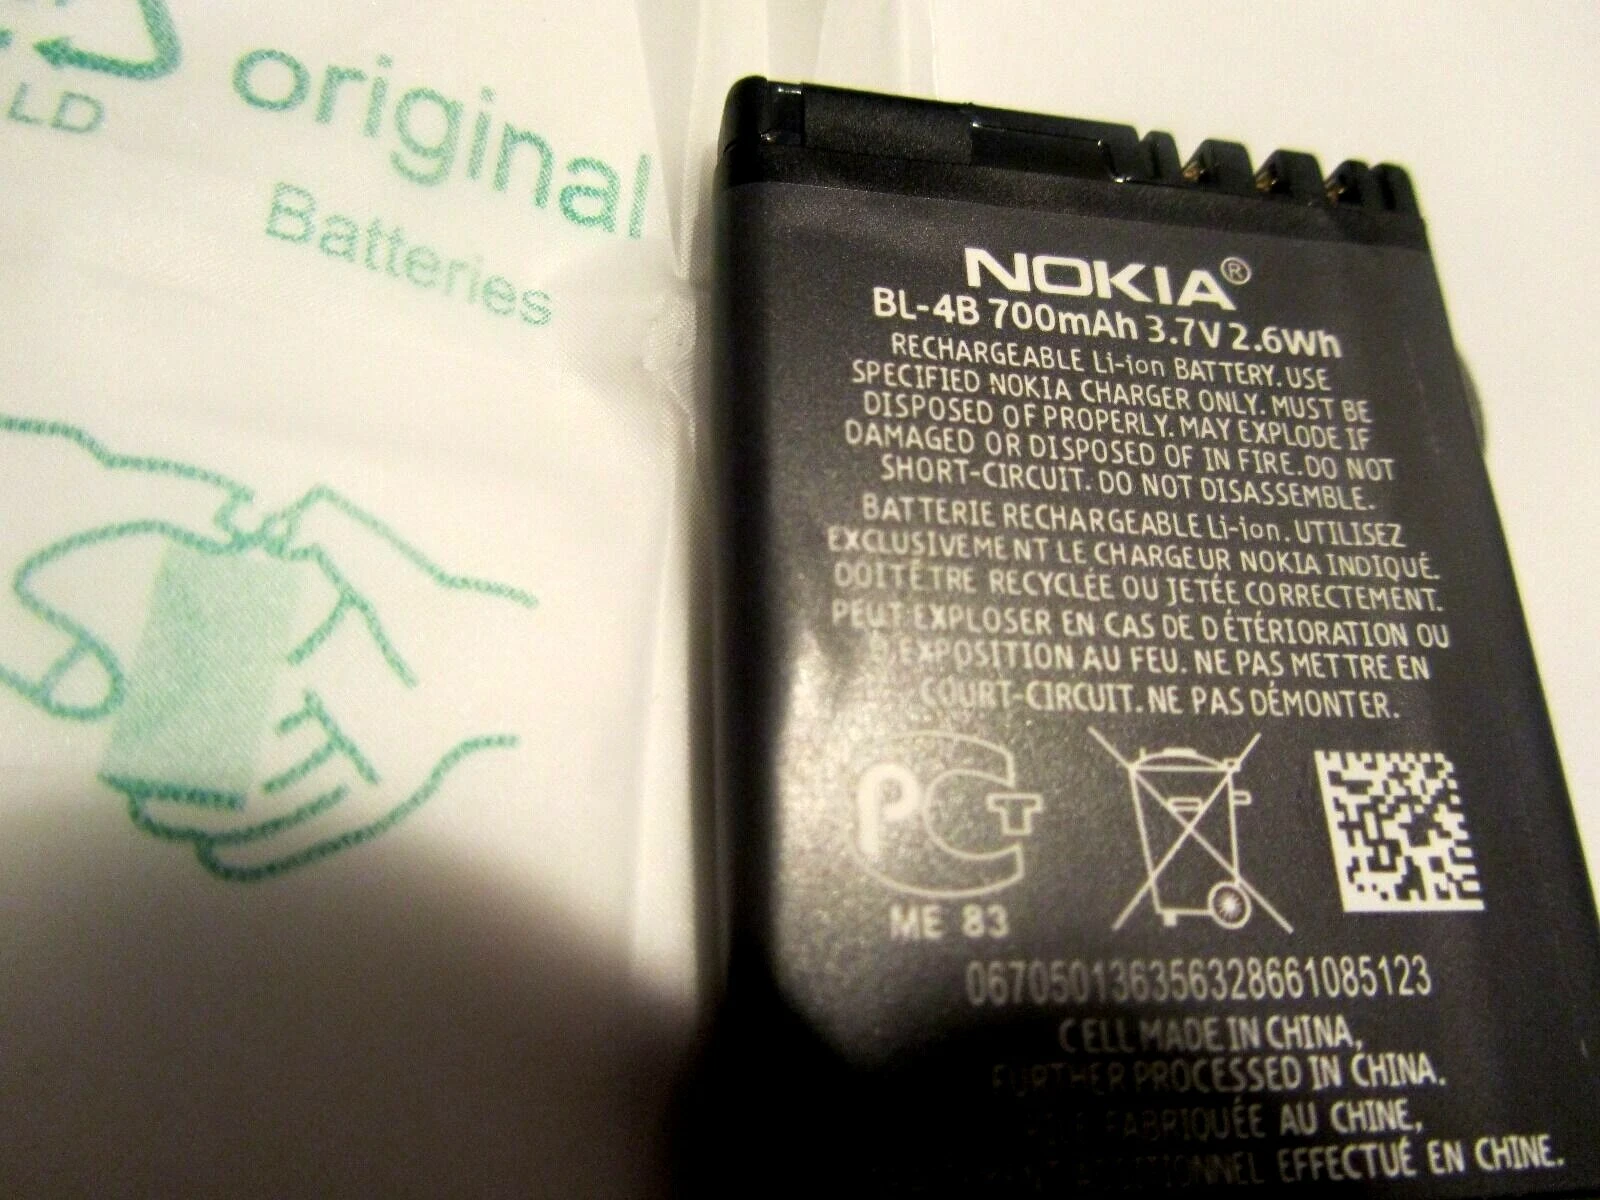 LD
original
Batteries
NOKIA®
BL-4B 700mAh 3.7V 2.6Wh
RECHARGEABLE Li-ion BATTERY. USE
SPECIFIED NOKIA CHARGER ONLY. MUST BE
DISPOSED OF PROPERLY. MAY EXPLODE IF
DAMAGED OR DISPOSED OF IN FIRE. DO NOT
SHORT-CIRCUIT. DO NOT DISASSEMBLE.
BATTERIE RECHARGEABLE Li-ion. UTILISEZ
EXCLUSIVEMENT LE CHARGEUR NOKIA INDIQUÉ.
DOIT ÊTRE RECYCLÉE OU JETÉE CORRECTEMENT.
PEUT EXPLOSER EN CAS DE DÉTÉRIORATION OU
D'EXPOSITION AU FEU. NE PAS METTRE EN
COURT-CIRCUIT. NE PAS DÉMONTER.
PCT
ME 83
067050136356328661085123
CELL MADE IN CHINA,
FURTHER PROCESSED IN CHINA.
FABRIQUÉE AU CHINE,
EFFECTUÉ EN CHINE.